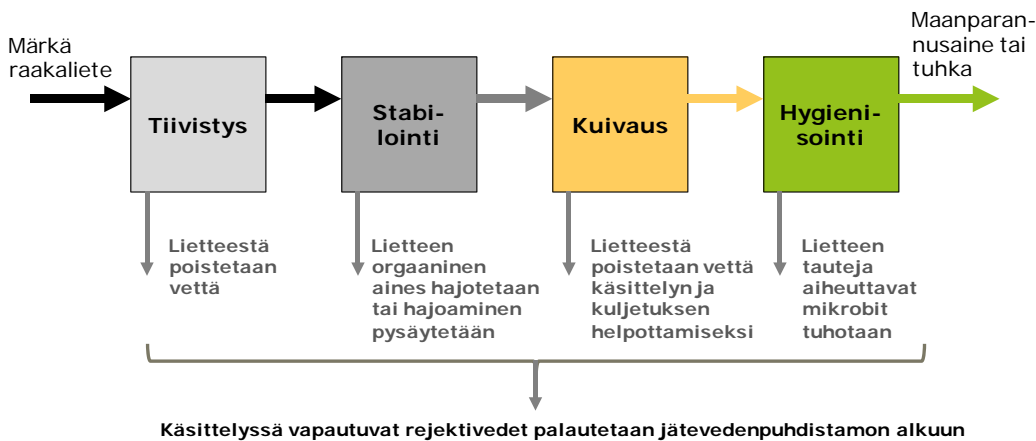 Märkä
raakaliete
Maanparan-
nusaine tai
tuhka
Tiivistys
Stabi-
lointi
Kuivaus
Hygieni-
sointi
Lietteestä
poistetaan
vettä
Lietteen
orgaaninen
aines hajotetaan
tai hajoaminen
pysäytetään
Lietteestä
poistetaan vettä
käsittelyn ja
kuljetuksen
helpottamiseksi
Lietteen
tauteja
aiheuttavat
mikrobit
tuhotaan
Käsittelyssä vapautuvat rejektivedet palautetaan jätevedenpuhdistamon alkuun